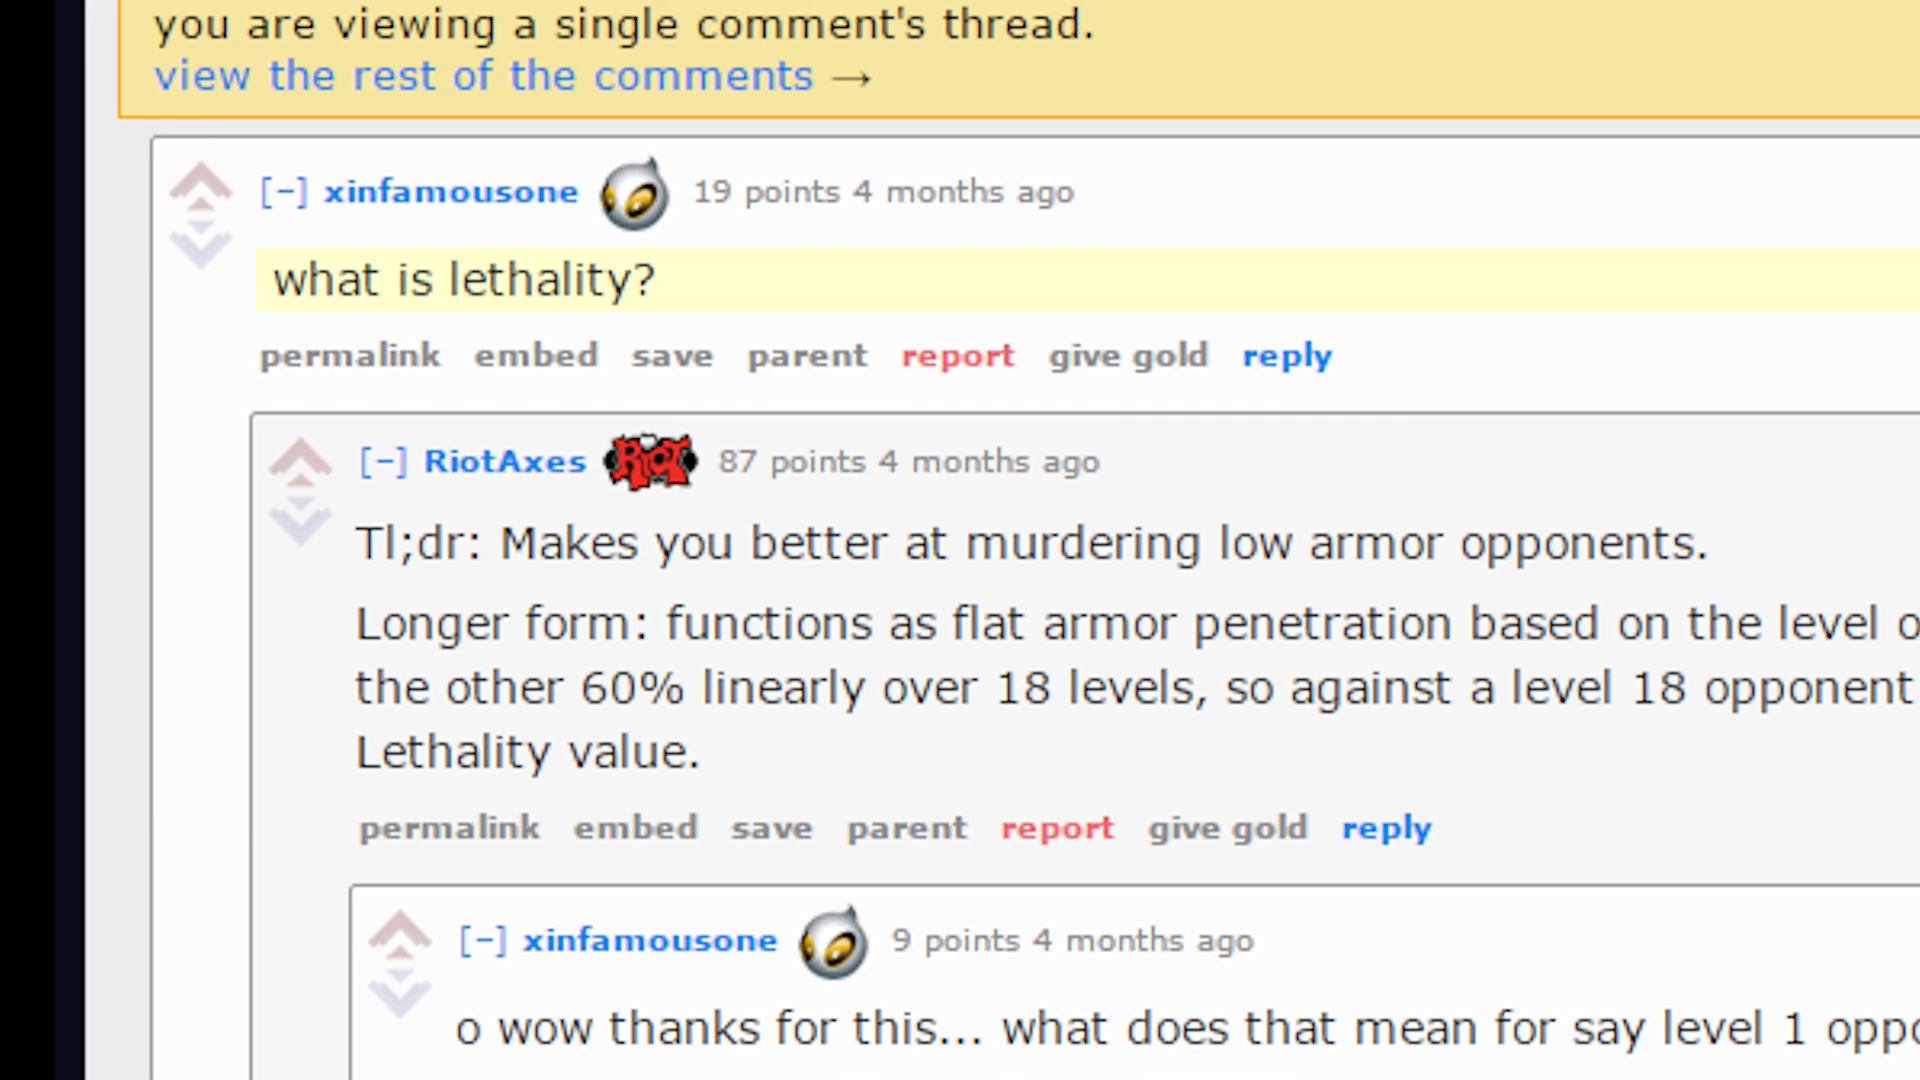 you are viewing a single comment's thread.
view the rest of the comments →
[–] xinfamousone 19 points 4 months ago
what is lethality?
permalink embed save parent report give gold reply
[–] RiotAxes RIOT 87 points 4 months ago
Tl;dr: Makes you better at murdering low armor opponents.
Longer form: functions as flat armor penetration based on the level
the other 60% linearly over 18 levels, so against a level 18 opponent
Lethality value.
permalink embed save parent report give gold reply
[–] xinfamousone 9 points 4 months ago
o wow thanks for this... what does that mean for say level 1